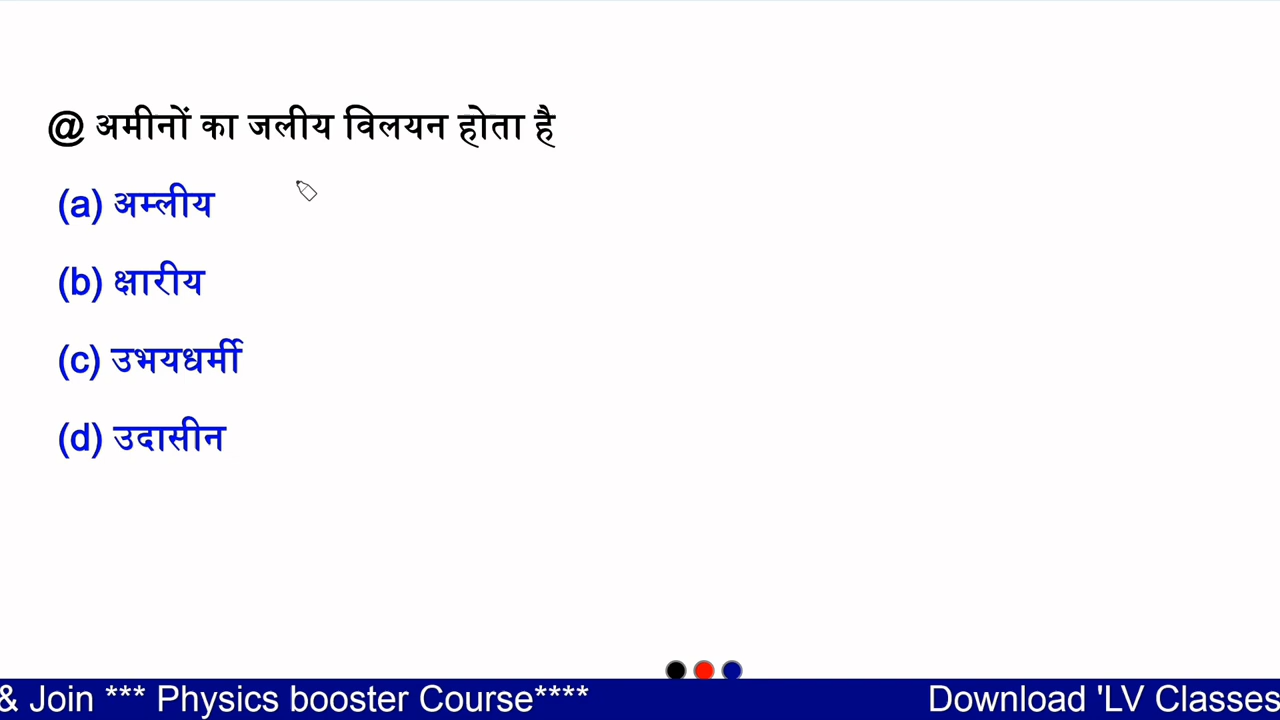 @ अमीनों का जलीय विलयन होता है
(a) अम्लीय
(b) क्षारीय
(c) उभयधर्मी
(d) उदासीन
& Join *** Physics booster Course**** Download 'LV Classes